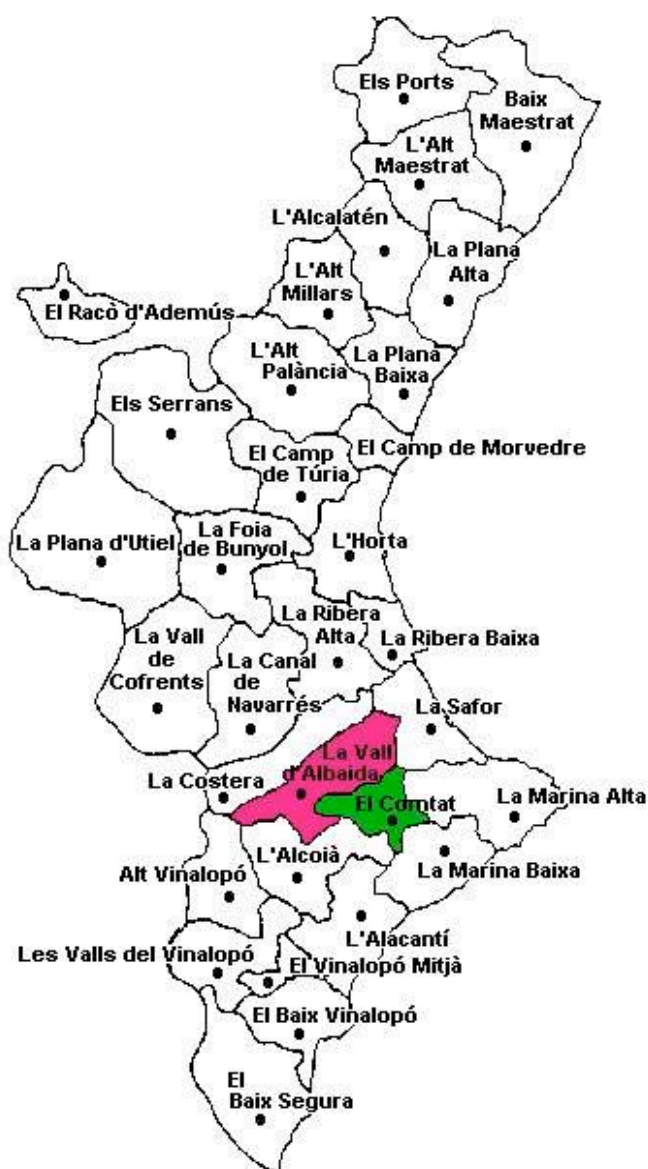 Els Ports
Baix
Maestrat
L'Alt
Maestrat
L'Alcalatén
La Plana
Alta
L'Alt
Millars
El Racò d'Ademús
L'Alt
Palància
La Plana
Baixa
Els Serrans
El Camp
de Túria
El Camp de Morvedre
La Plana d'Utiel
La Foia
de Bunyol
L'Horta
La Ribera
Alta
La Ribera Baixa
La Vall
de
Cofrents
La Canal
de
Navarrés
La Safor
La Vall
d'Albaida
La Costera
El Comtat
La Marina Alta
L'Alcoià
La Marina Baixa
Alt Vinalopó
L'Alacantí
Les Valls del Vinalopó
El Vinalopó Mitjà
El Baix Vinalopó
El
Baix Segura